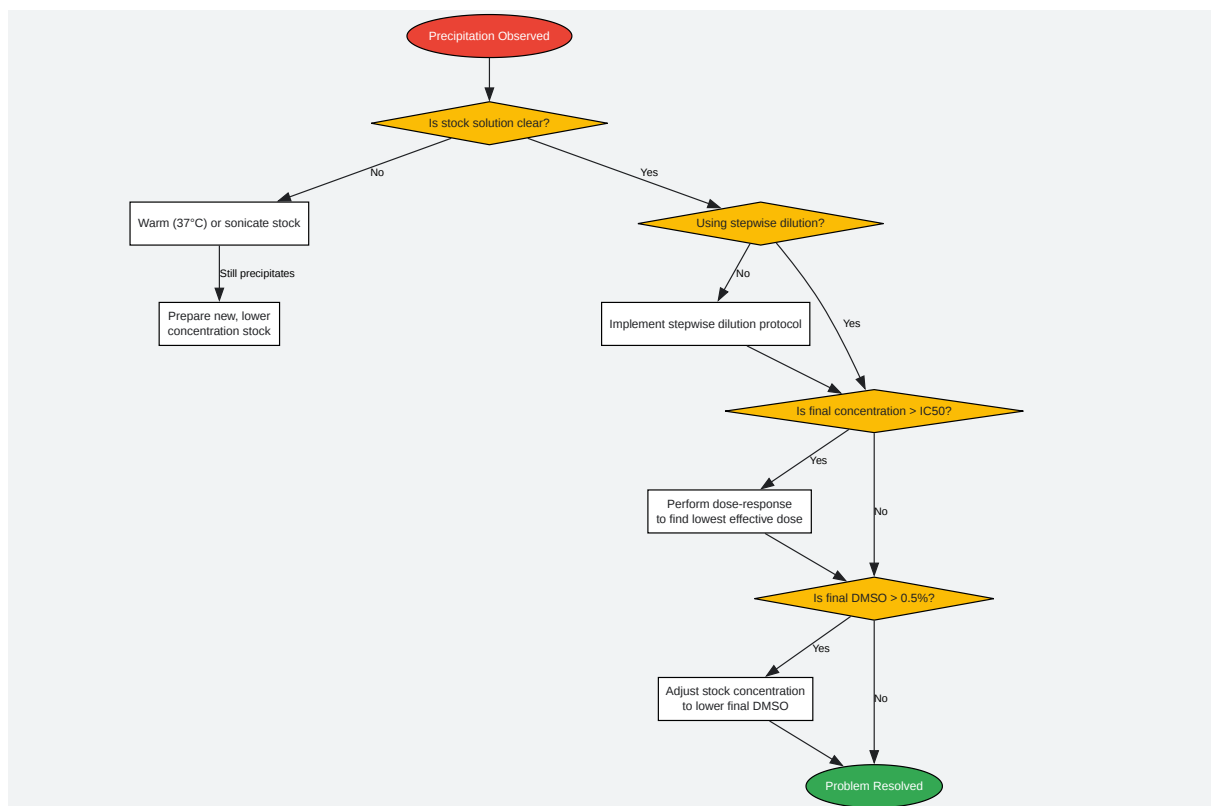 Precipitation Observed
Is stock solution clear?
No
Yes
Warm (37°C) or sonicate stock
Using stepwise dilution?
Still precipitates
No
Prepare new, lower
concentration stock
Implement stepwise dilution protocol
Yes
Is final concentration > IC50?
Yes
Perform dose-response
to find lowest effective dose
No
Is final DMSO > 0.5%?
Yes
Adjust stock concentration
to lower final DMSO
No
Problem Resolved